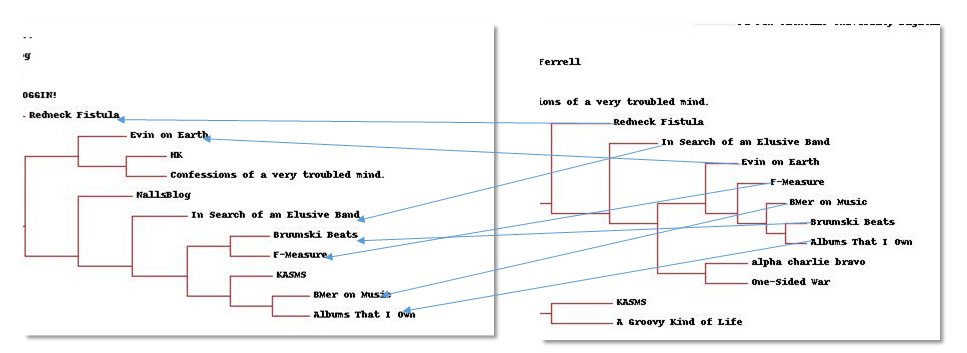 OGGIN!
Redneck Fistula
Evin on Earth
HK
Confessions of a very troubled mind.
NallsBlog
In Search of an Elusive Band
Bruumski Beats
F-Measure
KASMS
BMer on Music
Albums That I Own
Ferrell
ions of a very troubled mind.
Redneck Fistula
In Search of an Elusive Band
Evin on Earth
F-Measure
BMer on Music
Bruumski Beats
Albums That I Own
alpha charlie bravo
One-Sided War
KASMS
A Groovy Kind of Life